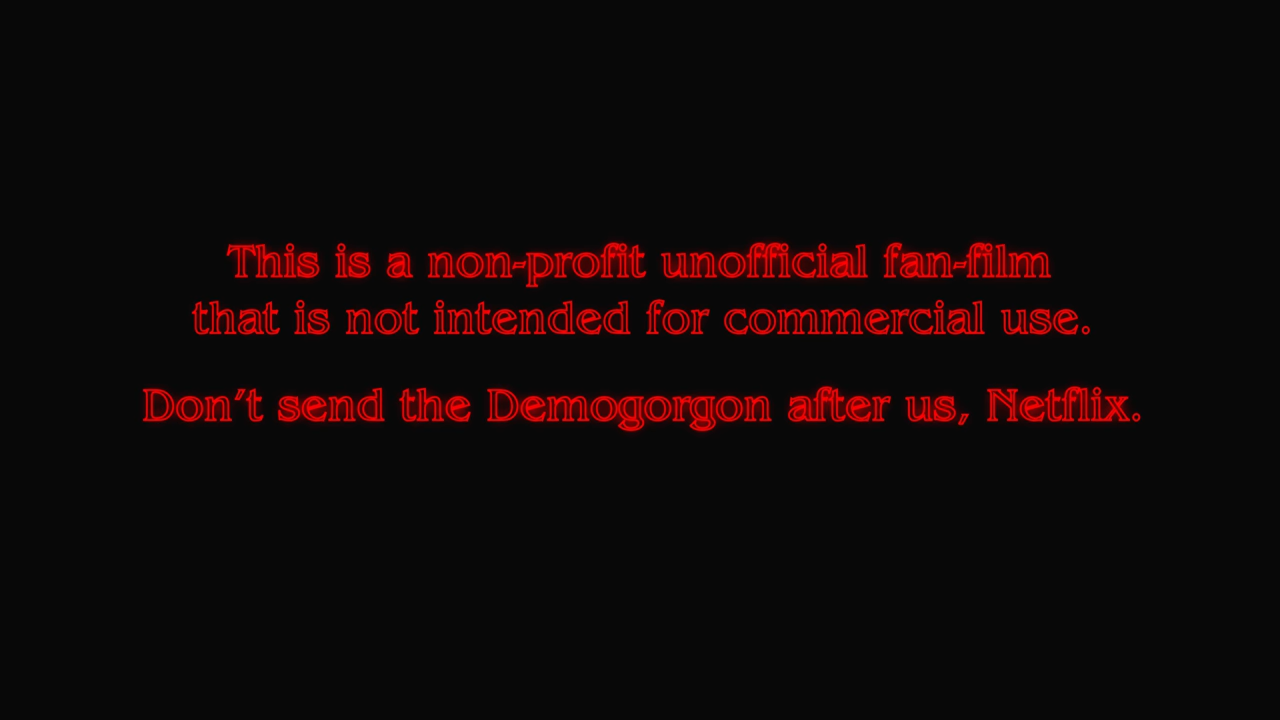 This is a non-profit unofficial fan-film
that is not intended for commercial use.
Don’t send the Demogorgon after us, Netflix.